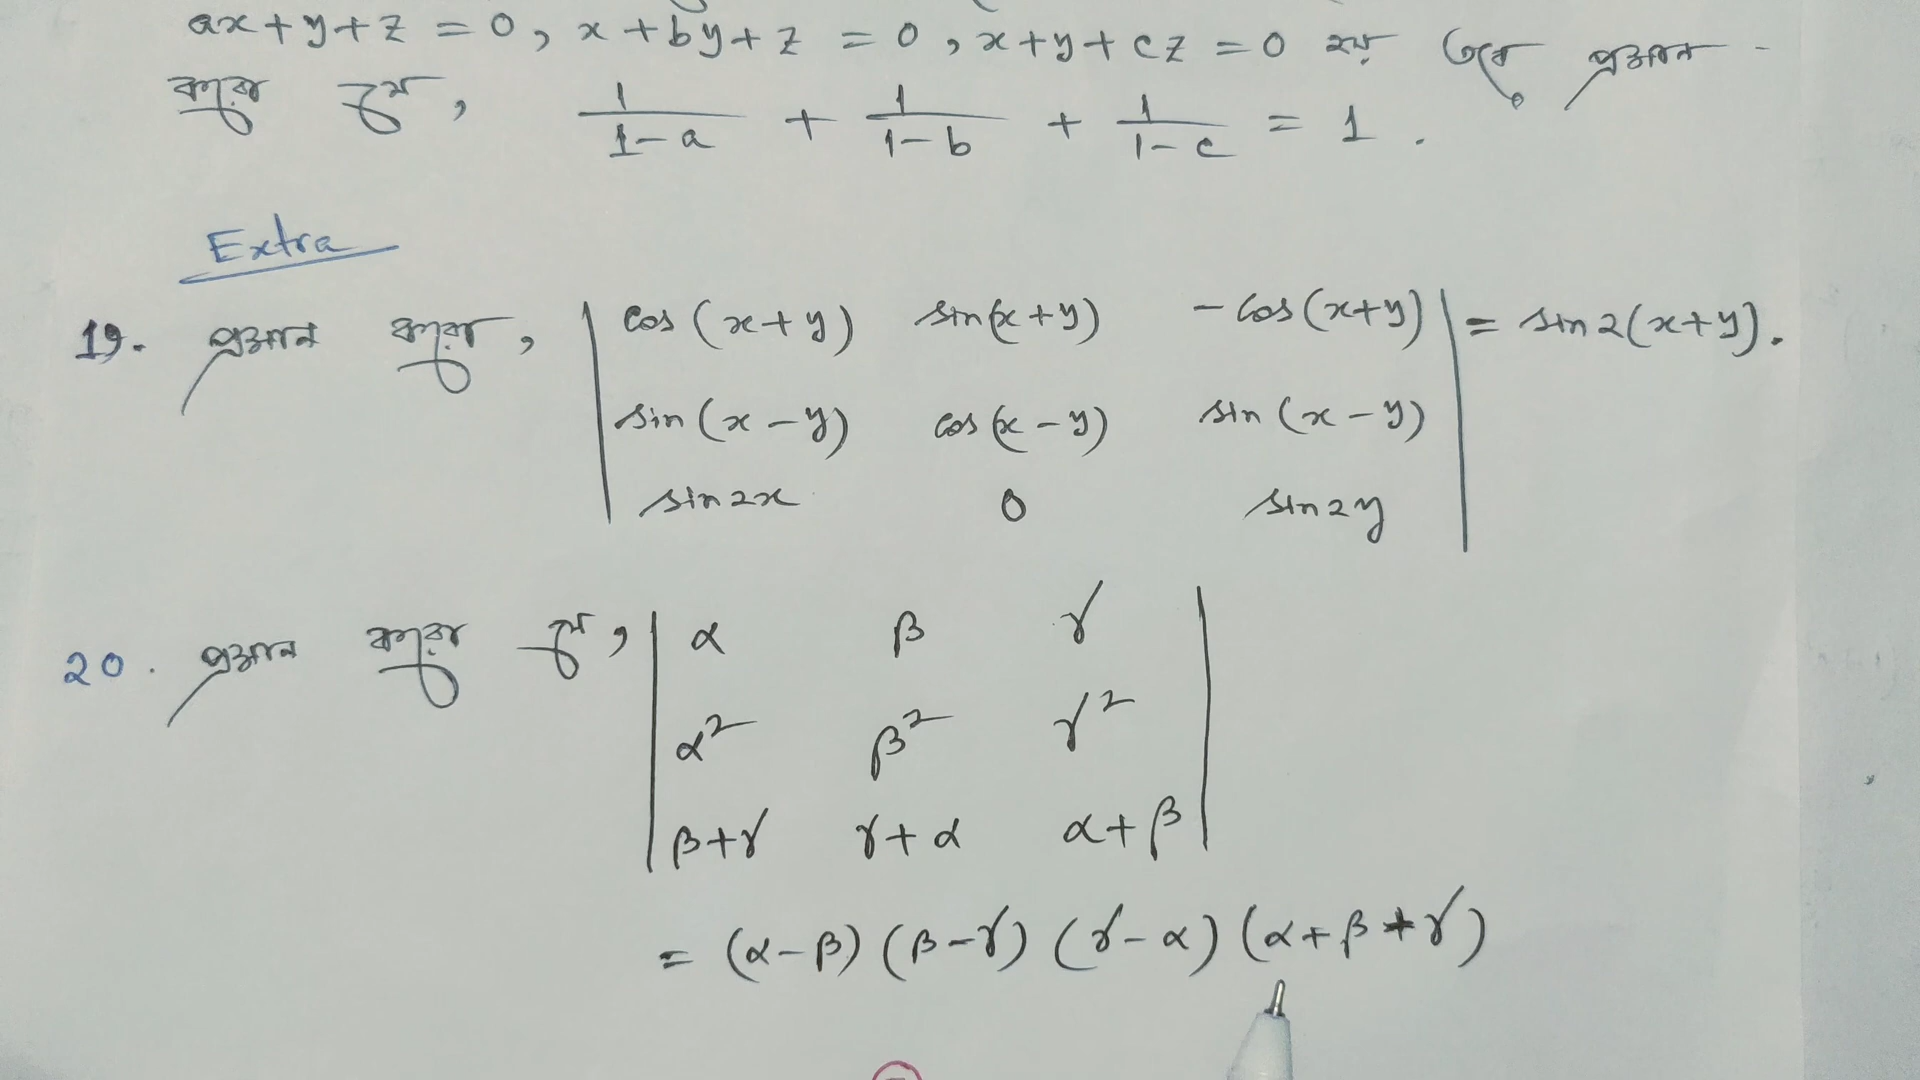 ax+y+z = 0, x+by+z = 0, x+y+cz = 0 হয় তবে প্রমাণ -
কর যে, 1/(1-a) + 1/(1-b) + 1/(1-c) = 1.
Extra
19. প্রমাণ কর, | cos(x+y) sin(x+y) -cos(x+y) | = sin2(x+y).
sin(x-y) cos(x-y) sin(x-y)
sin2x 0 sin2y
20. প্রমাণ কর যে, | α β γ |
α² β² γ²
β+γ γ+α α+β
= (α-β)(β-γ)(γ-α)(α+β+γ)